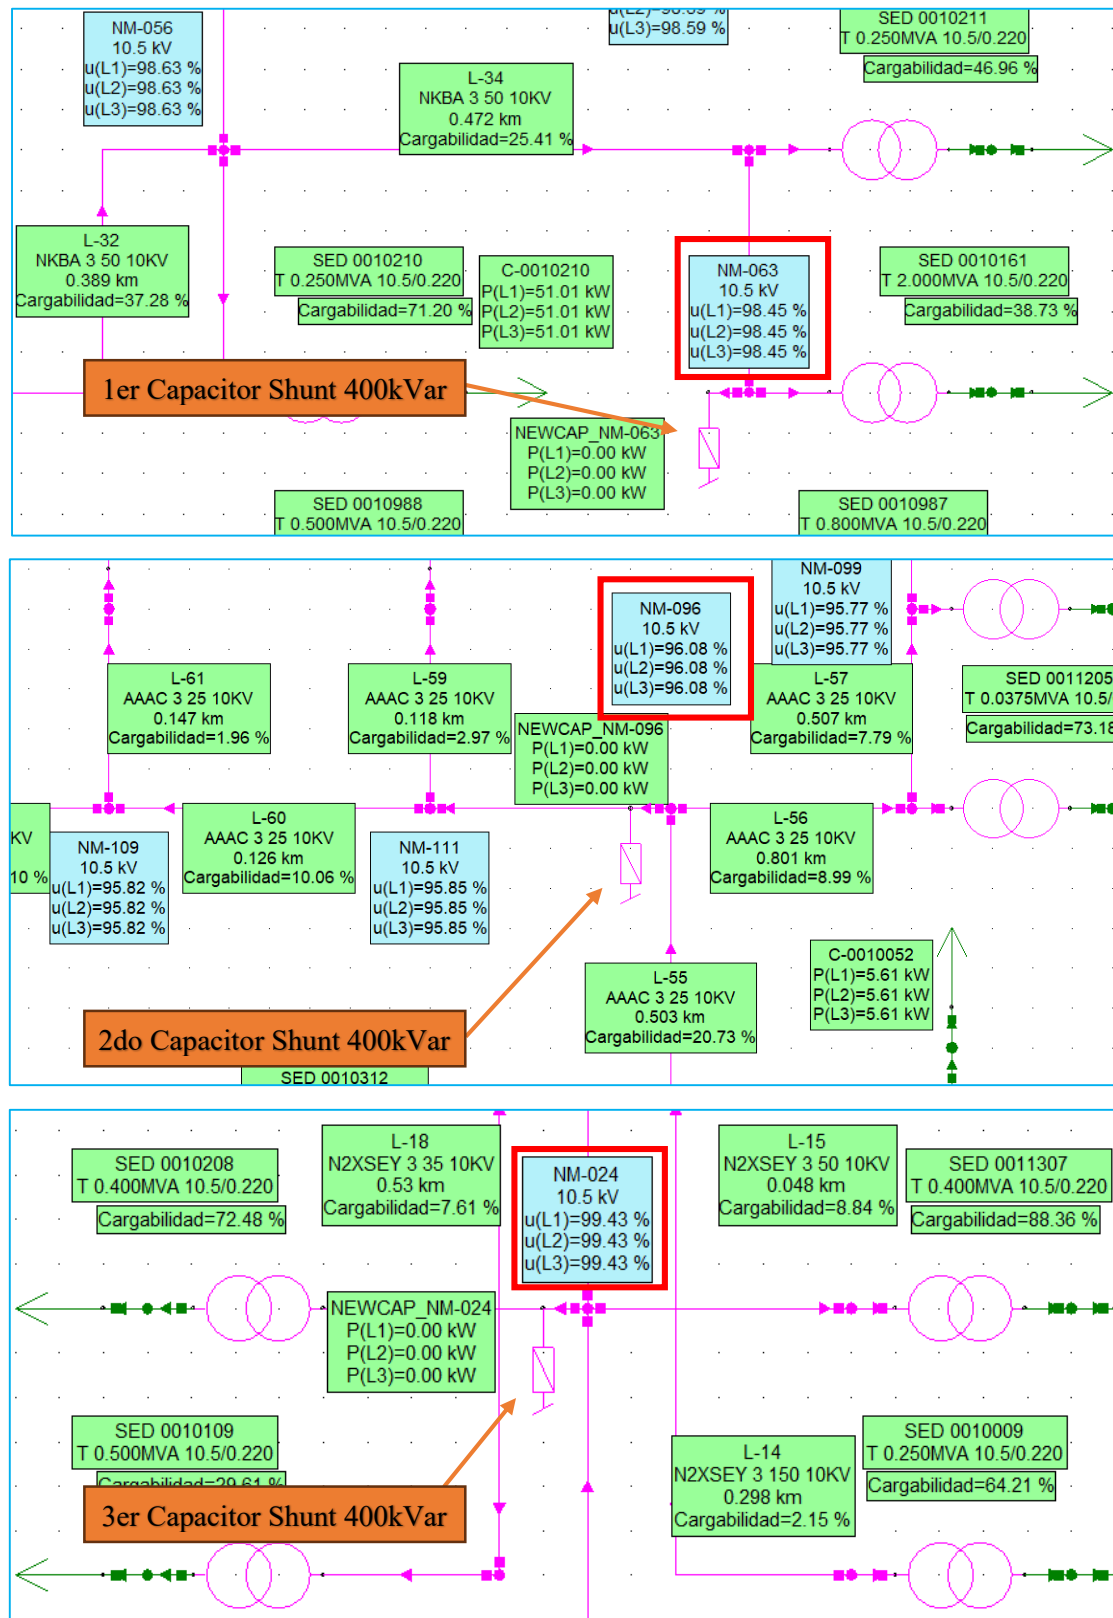 NM-056
10.5 kV
u(L1)=98.63 %
u(L2)=98.63 %
u(L3)=98.63 %
u(L3)=98.59 %
SED 0010211
T 0.250MVA 10.5/0.220
Cargabilidad=46.96 %
L-34
NKBA 3 50 10KV
0.472 km
Cargabilidad=25.41 %
L-32
NKBA 3 50 10KV
0.389 km
Cargabilidad=37.28 %
SED 0010210
T 0.250MVA 10.5/0.220
Cargabilidad=71.20 %
C-0010210
P(L1)=51.01 kW
P(L2)=51.01 kW
P(L3)=51.01 kW
NM-063
10.5 kV
u(L1)=98.45 %
u(L2)=98.45 %
u(L3)=98.45 %
SED 0010161
T 2.000MVA 10.5/0.220
Cargabilidad=38.73 %
1er Capacitor Shunt 400kVar
NEWCAP_NM-063
P(L1)=0.00 kW
P(L2)=0.00 kW
P(L3)=0.00 kW
SED 0010988
T 0.500MVA 10.5/0.220
SED 0010987
T 0.800MVA 10.5/0.220
NM-096
10.5 kV
u(L1)=96.08 %
u(L2)=96.08 %
u(L3)=96.08 %
NM-099
10.5 kV
u(L1)=95.77 %
u(L2)=95.77 %
u(L3)=95.77 %
L-61
AAAC 3 25 10KV
0.147 km
Cargabilidad=1.96 %
L-59
AAAC 3 25 10KV
0.118 km
Cargabilidad=2.97 %
NEWCAP_NM-096
P(L1)=0.00 kW
P(L2)=0.00 kW
P(L3)=0.00 kW
L-57
AAAC 3 25 10KV
0.507 km
Cargabilidad=7.79 %
SED 0011205
T 0.0375MVA 10.5/
Cargabilidad=73.18
KV
10 %
NM-109
10.5 kV
u(L1)=95.82 %
u(L2)=95.82 %
u(L3)=95.82 %
L-60
AAAC 3 25 10KV
0.126 km
Cargabilidad=10.06 %
NM-111
10.5 kV
u(L1)=95.85 %
u(L2)=95.85 %
u(L3)=95.85 %
L-56
AAAC 3 25 10KV
0.801 km
Cargabilidad=8.99 %
L-55
AAAC 3 25 10KV
0.503 km
Cargabilidad=20.73 %
C-0010052
P(L1)=5.61 kW
P(L2)=5.61 kW
P(L3)=5.61 kW
2do Capacitor Shunt 400kVar
SED 0010312
SED 0010208
T 0.400MVA 10.5/0.220
Cargabilidad=72.48 %
L-18
N2XSEY 3 35 10KV
0.53 km
Cargabilidad=7.61 %
NM-024
10.5 kV
u(L1)=99.43 %
u(L2)=99.43 %
u(L3)=99.43 %
L-15
N2XSEY 3 50 10KV
0.048 km
Cargabilidad=8.84 %
SED 0011307
T 0.400MVA 10.5/0.220
Cargabilidad=88.36 %
NEWCAP_NM-024
P(L1)=0.00 kW
P(L2)=0.00 kW
P(L3)=0.00 kW
SED 0010109
T 0.500MVA 10.5/0.220
Cargabilidad=29.61 %
L-14
N2XSEY 3 150 10KV
0.298 km
Cargabilidad=2.15 %
SED 0010009
T 0.250MVA 10.5/0.220
Cargabilidad=64.21 %
3er Capacitor Shunt 400kVar